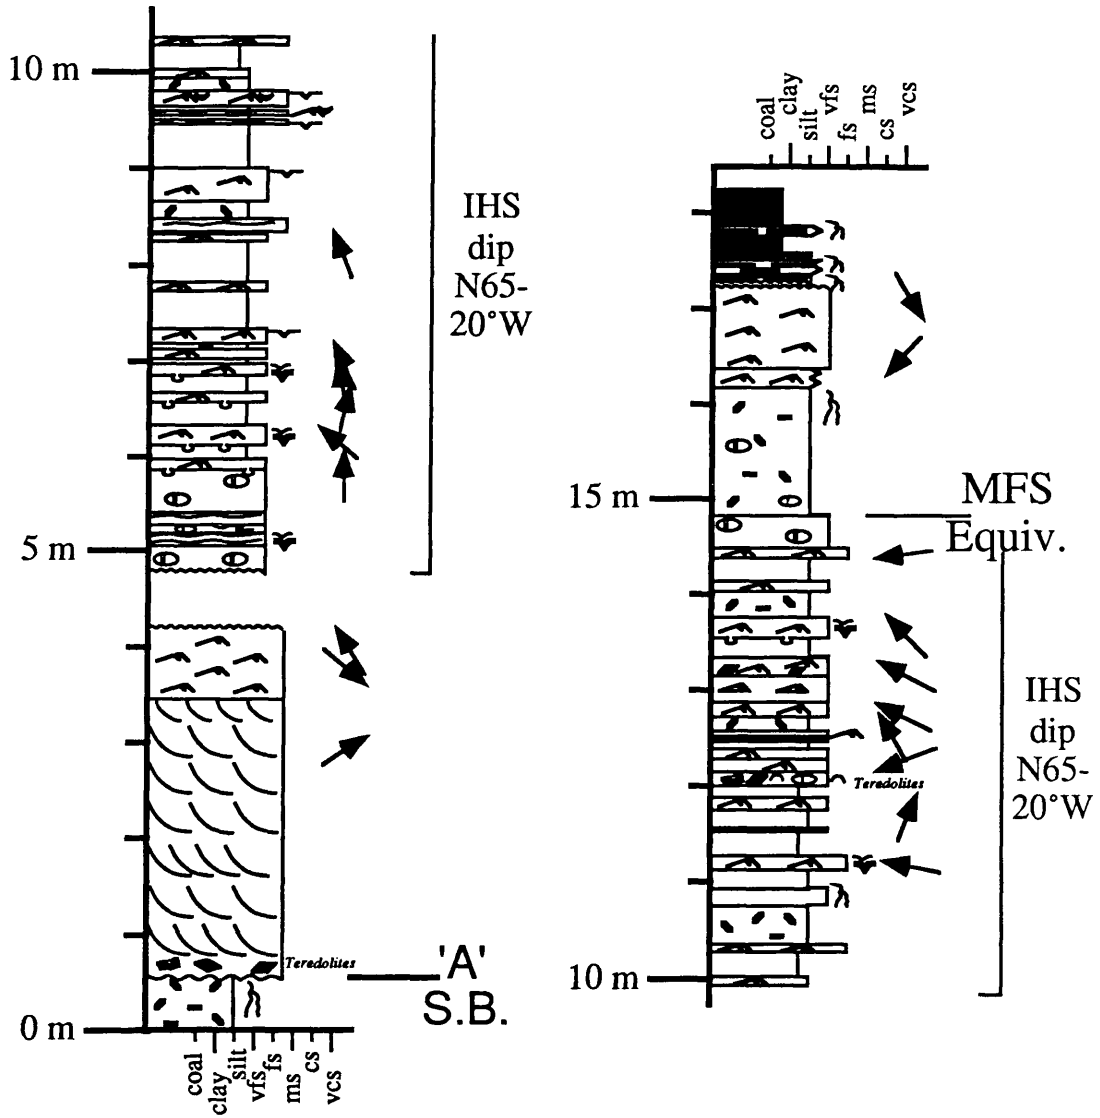 10 m
IHS
dip
N65-
20°W
5 m
Teredolites
'A'
S.B.
0 m
coal
clay
silt
vfs
fs
ms
cs
vcs
coal
clay
silt
vfs
fs
ms
cs
vcs
15 m
MFS
Equiv.
IHS
dip
N65-
20°W
Teredolites
10 m